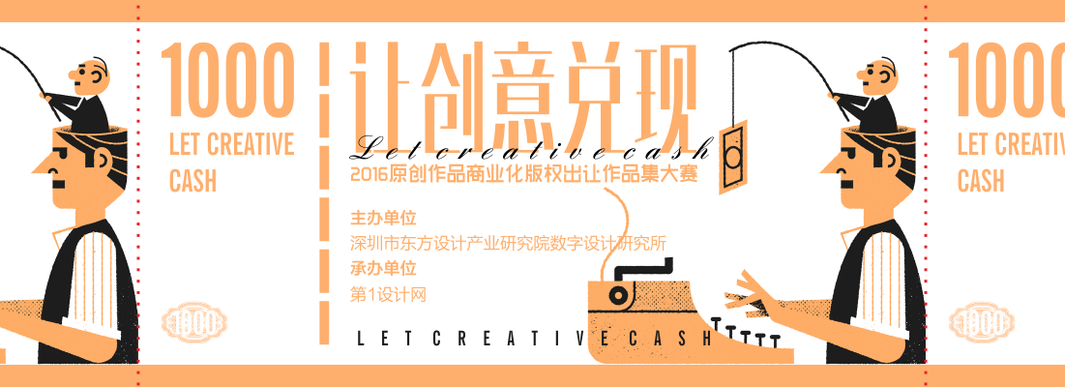 1000
LET CREATIVE
CASH
1000
让创意兑现
Let creative cash
2016原创作品商业化版权出让作品集大赛
主办单位
深圳市东方设计产业研究院数字设计研究所
承办单位
第1设计网
LET CREATIVE CASH
1000
LET CREATIV
CASH
1000